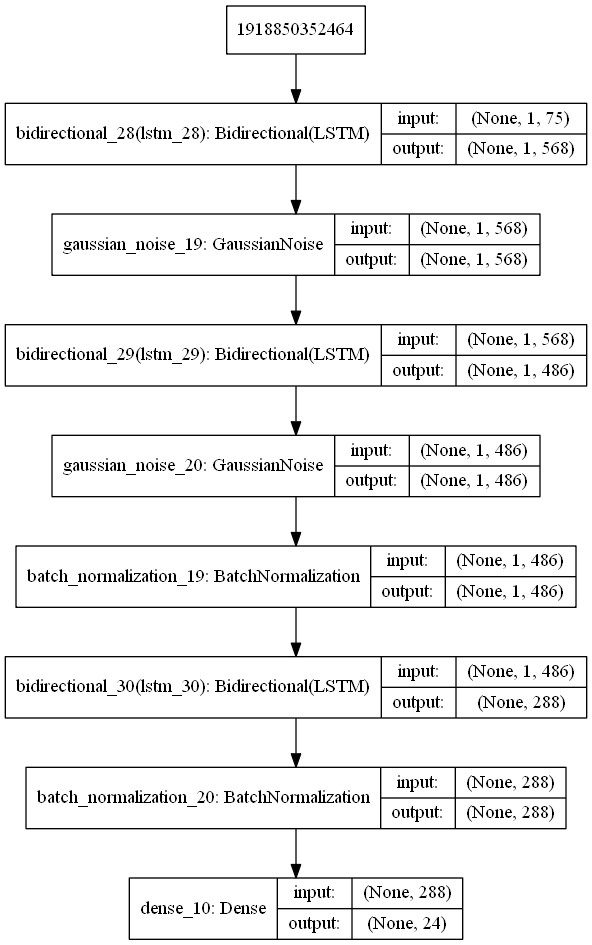 1918850352464
bidirectional_28(lstm_28): Bidirectional(LSTM)
input: (None, 1, 75)
output: (None, 1, 568)
gaussian_noise_19: GaussianNoise
input: (None, 1, 568)
output: (None, 1, 568)
bidirectional_29(lstm_29): Bidirectional(LSTM)
input: (None, 1, 568)
output: (None, 1, 486)
gaussian_noise_20: GaussianNoise
input: (None, 1, 486)
output: (None, 1, 486)
batch_normalization_19: BatchNormalization
input: (None, 1, 486)
output: (None, 1, 486)
bidirectional_30(lstm_30): Bidirectional(LSTM)
input: (None, 1, 486)
output: (None, 288)
batch_normalization_20: BatchNormalization
input: (None, 288)
output: (None, 288)
dense_10: Dense
input: (None, 288)
output: (None, 24)